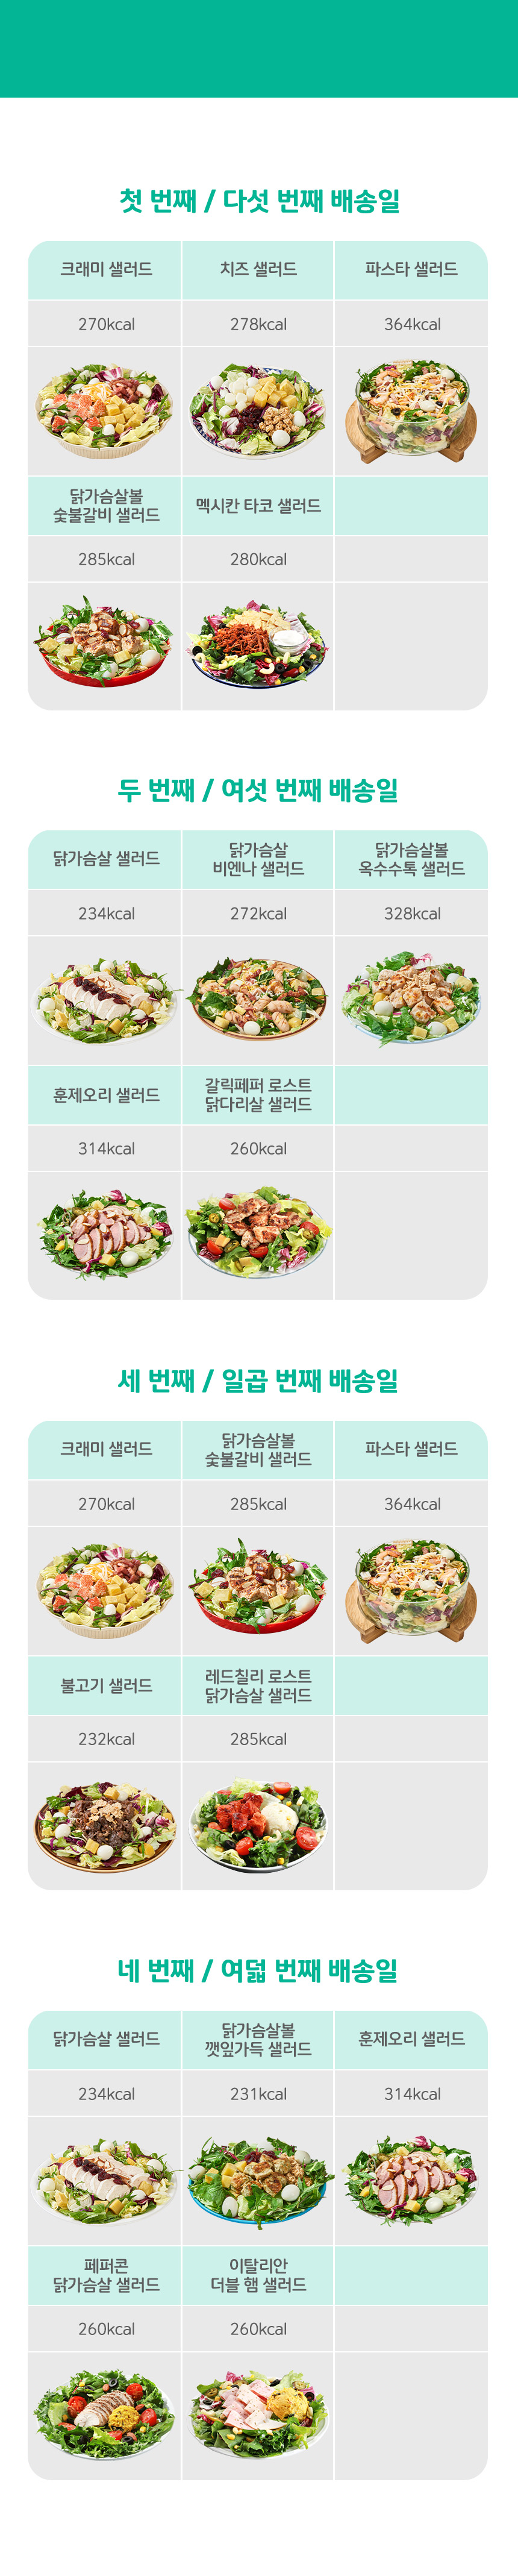 첫 번째 / 다섯 번째 배송일
크래미 샐러드
치즈 샐러드
파스타 샐러드
270kcal
278kcal
364kcal
닭가슴살볼
숯불갈비 샐러드
멕시칸 타코 샐러드
285kcal
280kcal
두 번째 / 여섯 번째 배송일
닭가슴살 샐러드
닭가슴살
비엔나 샐러드
닭가슴살볼
옥수수톡 샐러드
234kcal
272kcal
328kcal
훈제오리 샐러드
갈릭페퍼 로스트
닭다리살 샐러드
314kcal
260kcal
세 번째 / 일곱 번째 배송일
크래미 샐러드
닭가슴살볼
숯불갈비 샐러드
파스타 샐러드
270kcal
285kcal
364kcal
불고기 샐러드
레드칠리 로스트
닭가슴살 샐러드
232kcal
285kcal
네 번째 / 여덟 번째 배송일
닭가슴살 샐러드
닭가슴살볼
깻잎가득 샐러드
훈제오리 샐러드
234kcal
231kcal
314kcal
페퍼콘
닭가슴살 샐러드
이탈리안
더블 햄 샐러드
260kcal
260kcal